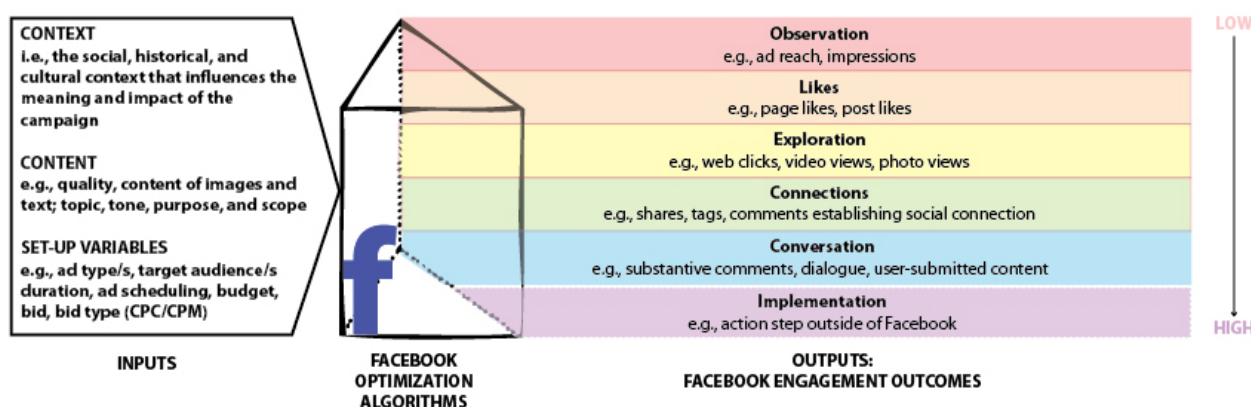 CONTEXT
i.e., the social, historical, and
cultural context that influences the
meaning and impact of the
campaign
CONTENT
e.g., quality, content of images and
text; topic, tone, purpose, and scope
SET-UP VARIABLES
e.g., ad type/s, target audience/s
duration, ad scheduling, budget,
bid, bid type (CPC/CPM)
INPUTS
f
FACEBOOK
OPTIMIZATION
ALGORITHMS
Observation
e.g., ad reach, impressions
Likes
e.g., page likes, post likes
Exploration
e.g., web clicks, video views, photo views
Connections
e.g., shares, tags, comments establishing social connection
Conversation
e.g., substantive comments, dialogue, user-submitted content
Implementation
e.g., action step outside of Facebook
OUTPUTS:
FACEBOOK ENGAGEMENT OUTCOMES
LOW
HIGH